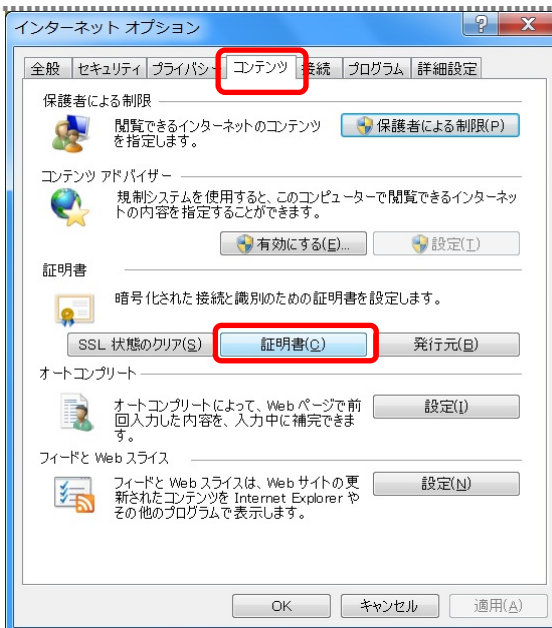 インターネット オプション
全般 セキュリティ プライバシー コンテンツ 接続 プログラム 詳細設定
保護者による制限
閲覧できるインターネットのコンテンツ
を指定します。
保護者による制限(P)
コンテンツ アドバイザー
規制システムを使用すると、このコンピューターで閲覧できるインターネッ
トの内容を指定することができます。
有効にする(E)... 設定(T)
証明書
暗号化された接続と識別のための証明書を設定します。
SSL 状態のクリア(S) 証明書(C) 発行元(B)
オートコンプリート
オートコンプリートによって、Web ページで前
回入力した内容を、入力中に補完できま
す。
設定(I)
フィードと Web スライス
フィードと Web スライスは、Web サイトの更
新されたコンテンツを Internet Explorer や
その他のプログラムで表示します。
設定(N)
OK キャンセル 適用(A)